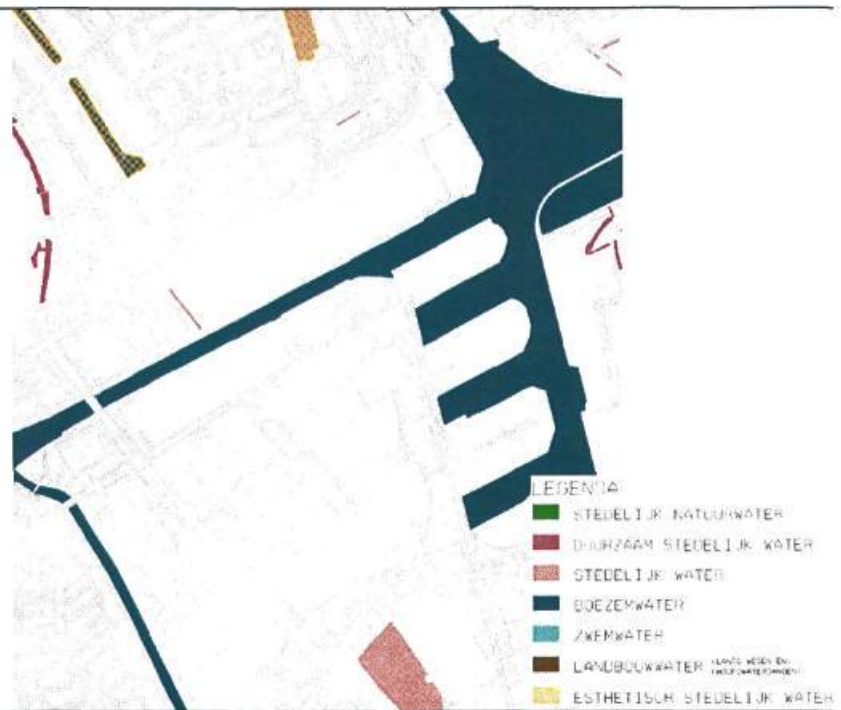 LEGENDA
STEDELIJK NATUURWATER
DUURZAAM STEDELIJK WATER
STEDELIJK WATER
BOEZEMWATER
ZWEMWATER
LANDBOUWWATER
ESTHETISCH STEDELIJK WATER